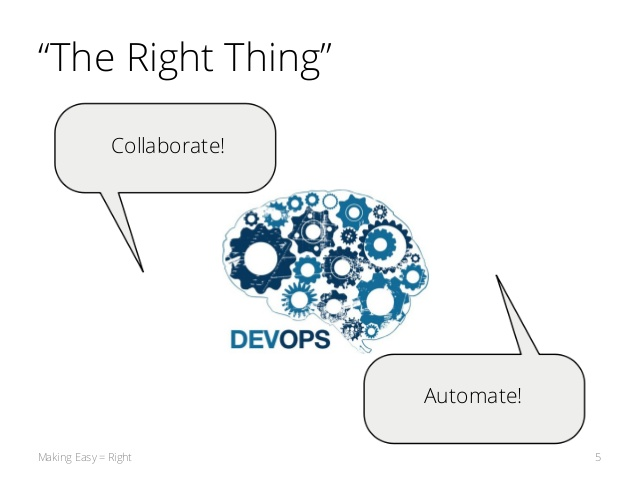 “The Right Thing”
Collaborate!
DEVOPS
Automate!
Making Easy = Right
5